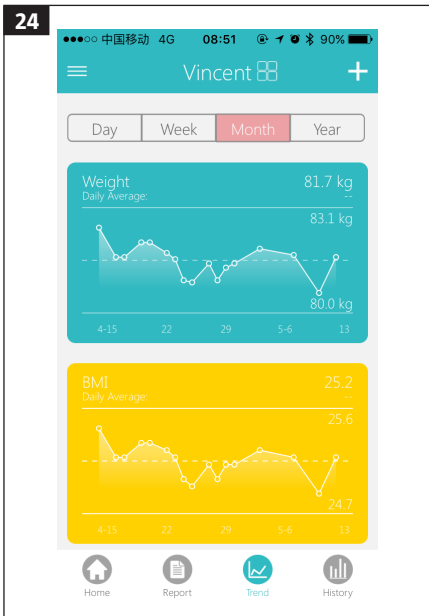 24
中国移动 4G 08:51 90%
Vincent
Day Week Month Year
Weight 81.7 kg
Daily Average: --
83.1 kg
80.0 kg
4-15 22 29 5-6 13
BMI 25.2
Daily Average: --
25.6
24.7
4-15 22 29 5-6 13
Home Report Trend History